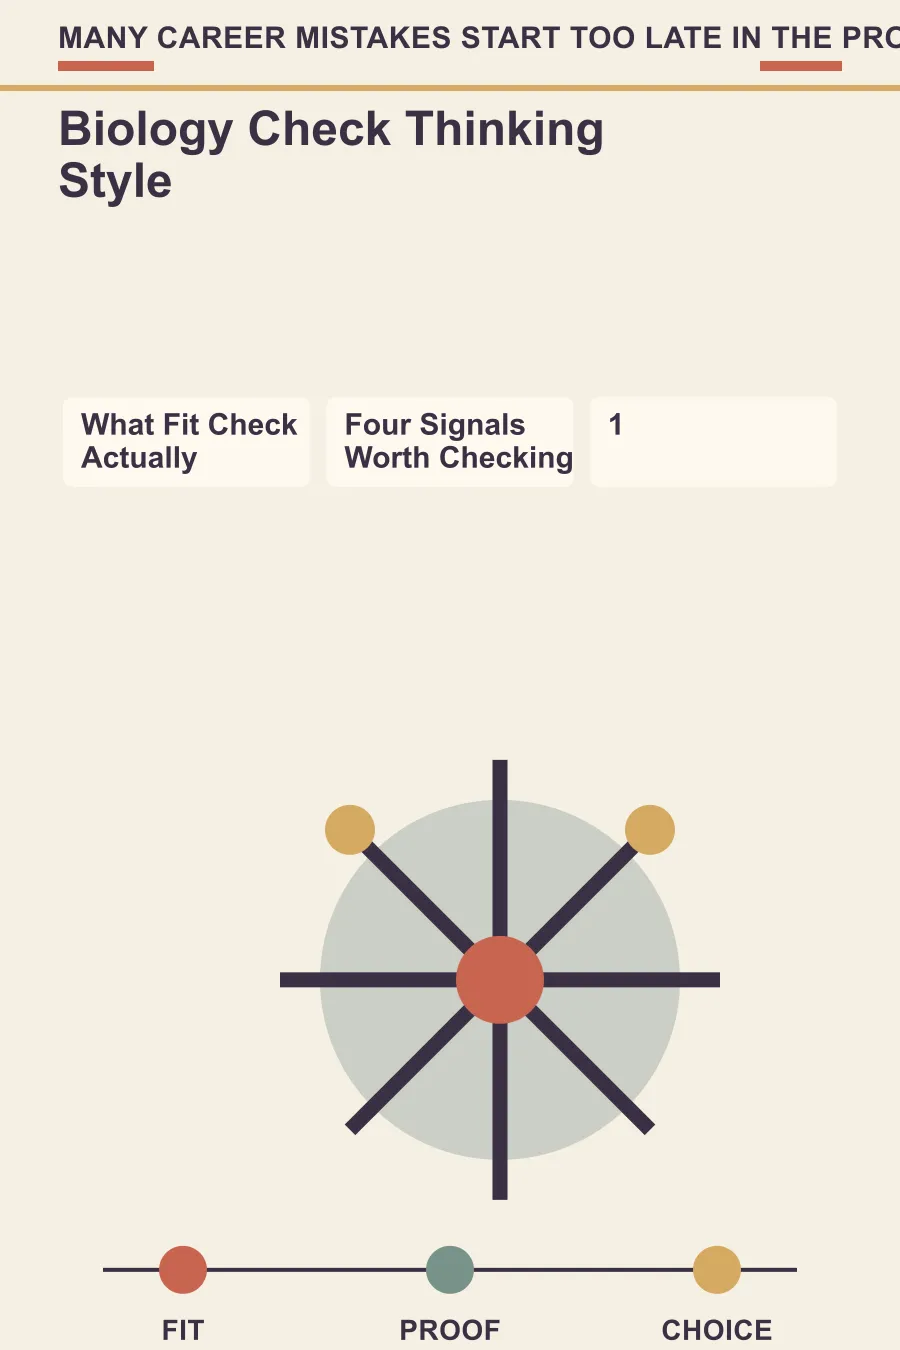 MANY CAREER MISTAKES START TOO LATE IN THE PRO
Biology Check Thinking
Style
What Fit Check
Actually
Four Signals
Worth Checking
1
FIT
PROOF
CHOICE